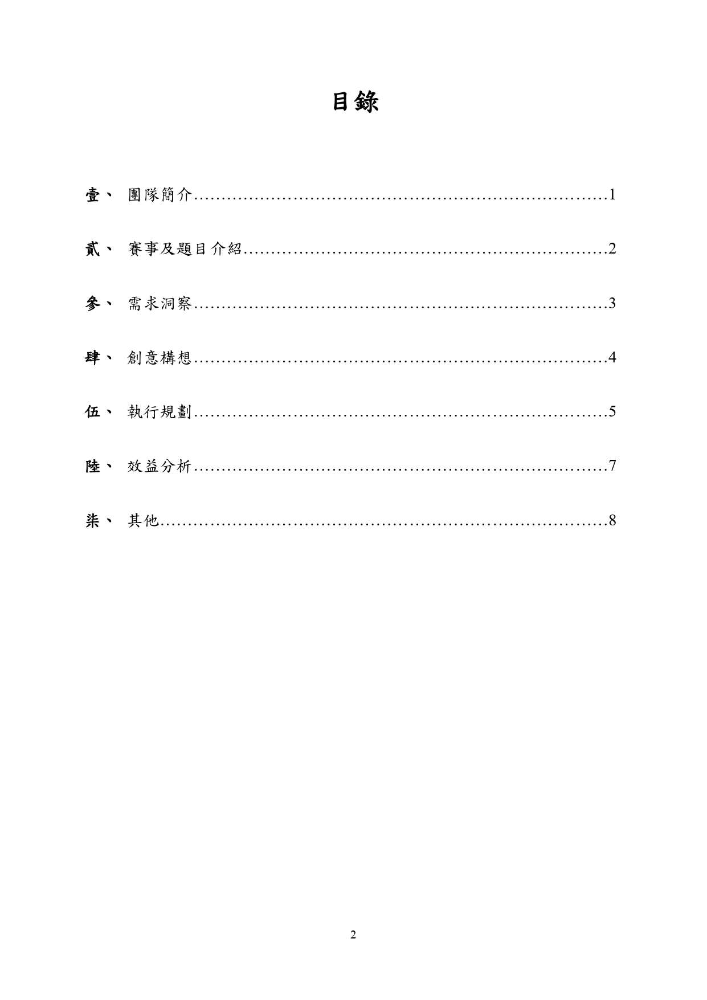 目錄
壹、 團隊簡介........................................................................1
貳、 賽事及題目介紹...............................................................2
參、 需求洞察........................................................................3
肆、 創意構想........................................................................4
伍、 執行規劃........................................................................5
陸、 效益分析........................................................................7
柒、 其他..............................................................................8
2